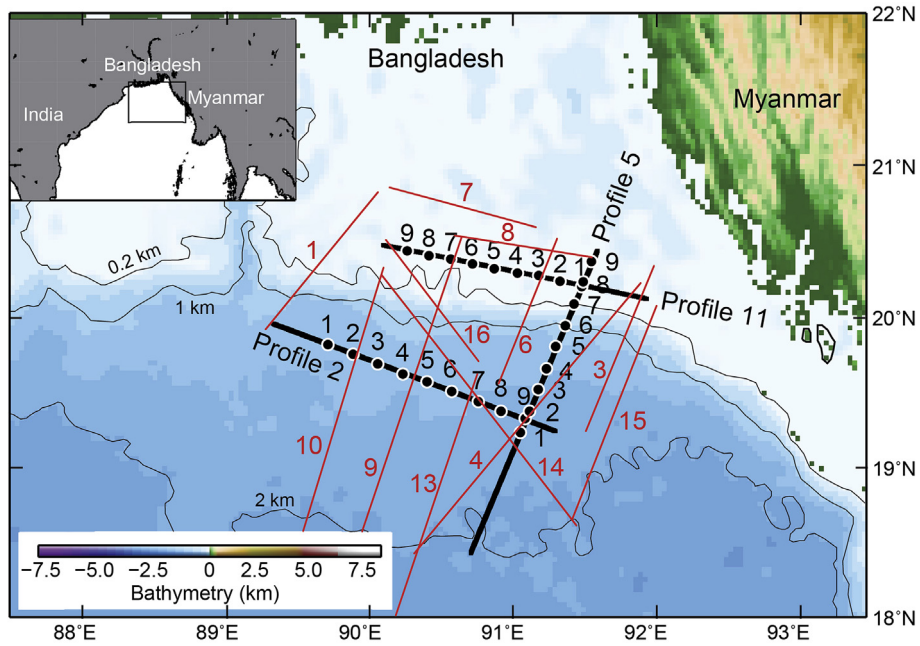 Bangladesh
India
Myanmar
Bangladesh
Myanmar
22°N
21°N
20°N
19°N
18°N
88°E
89°E
90°E
91°E
92°E
93°E
0.2 km
1 km
2 km
7
1
8
Profile 5
9 8 7 6 5 4 3 2 1
Profile 11
9
8
7
6
5
4
3
2
1
Profile 2
1 2 3 4 5 6 7 8 9
16
6
3
15
10
9
13
4
14
−7.5 −5.0 −2.5 0 2.5 5.0 7.5
Bathymetry (km)